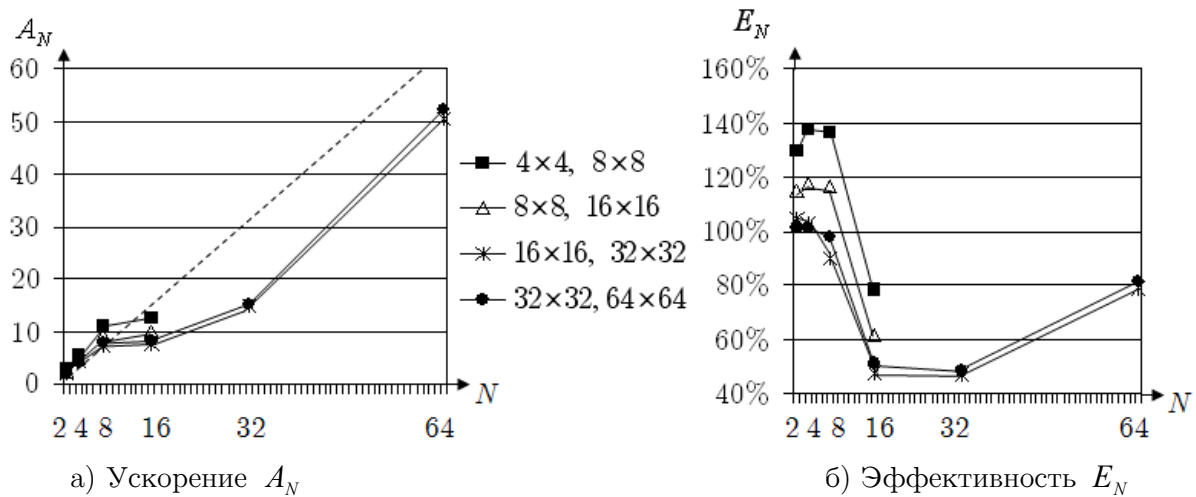 A_N
60
50
40
30
20
10
0
2 4 8 16 32 64
N
4×4, 8×8
8×8, 16×16
16×16, 32×32
32×32, 64×64
E_N
160%
140%
120%
100%
80%
60%
40%
2 4 8 16 32 64
N
а) Ускорение A_N
б) Эффективность E_N